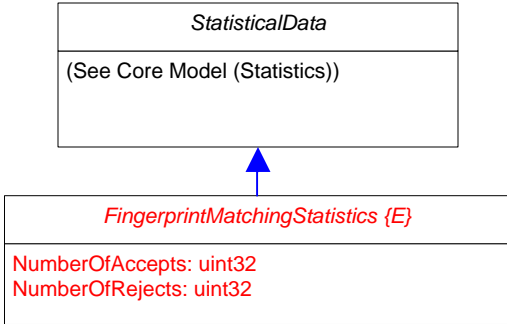 StatisticalData
(See Core Model (Statistics))
FingerprintMatchingStatistics {E}
NumberOfAccepts: uint32
NumberOfRejects: uint32